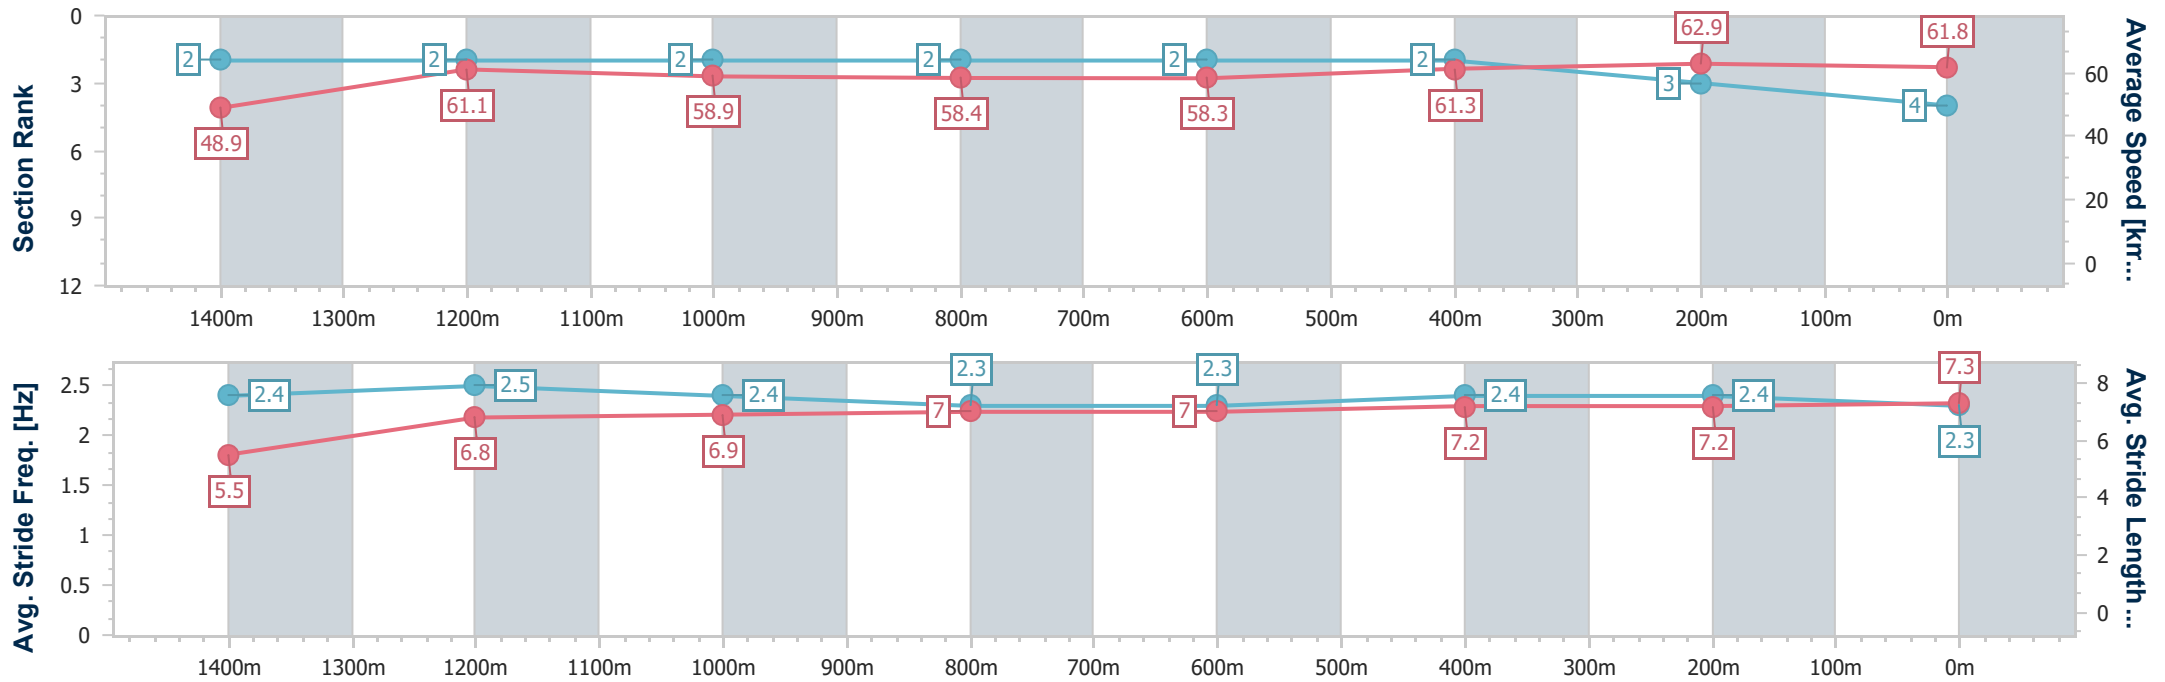 Section Rank
0
3
6
9
12
2 2 2 2 2 2 3 4
48.9 61.1 58.9 58.4 58.3 61.3 62.9 61.8
60
40
20
0
Average Speed [km...
1400m 1300m 1200m 1100m 1000m 900m 800m 700m 600m 500m 400m 300m 200m 100m 0m
Avg. Stride Freq. [Hz]
2.5
2
1.5
1
0.5
0
2.4 2.5 2.4 2.3 2.3 2.4 2.4 2.3
5.5 6.8 6.9 7 7 7.2 7.2 7.3
8
6
4
2
0
Avg. Stride Length ...
1400m 1300m 1200m 1100m 1000m 900m 800m 700m 600m 500m 400m 300m 200m 100m 0m